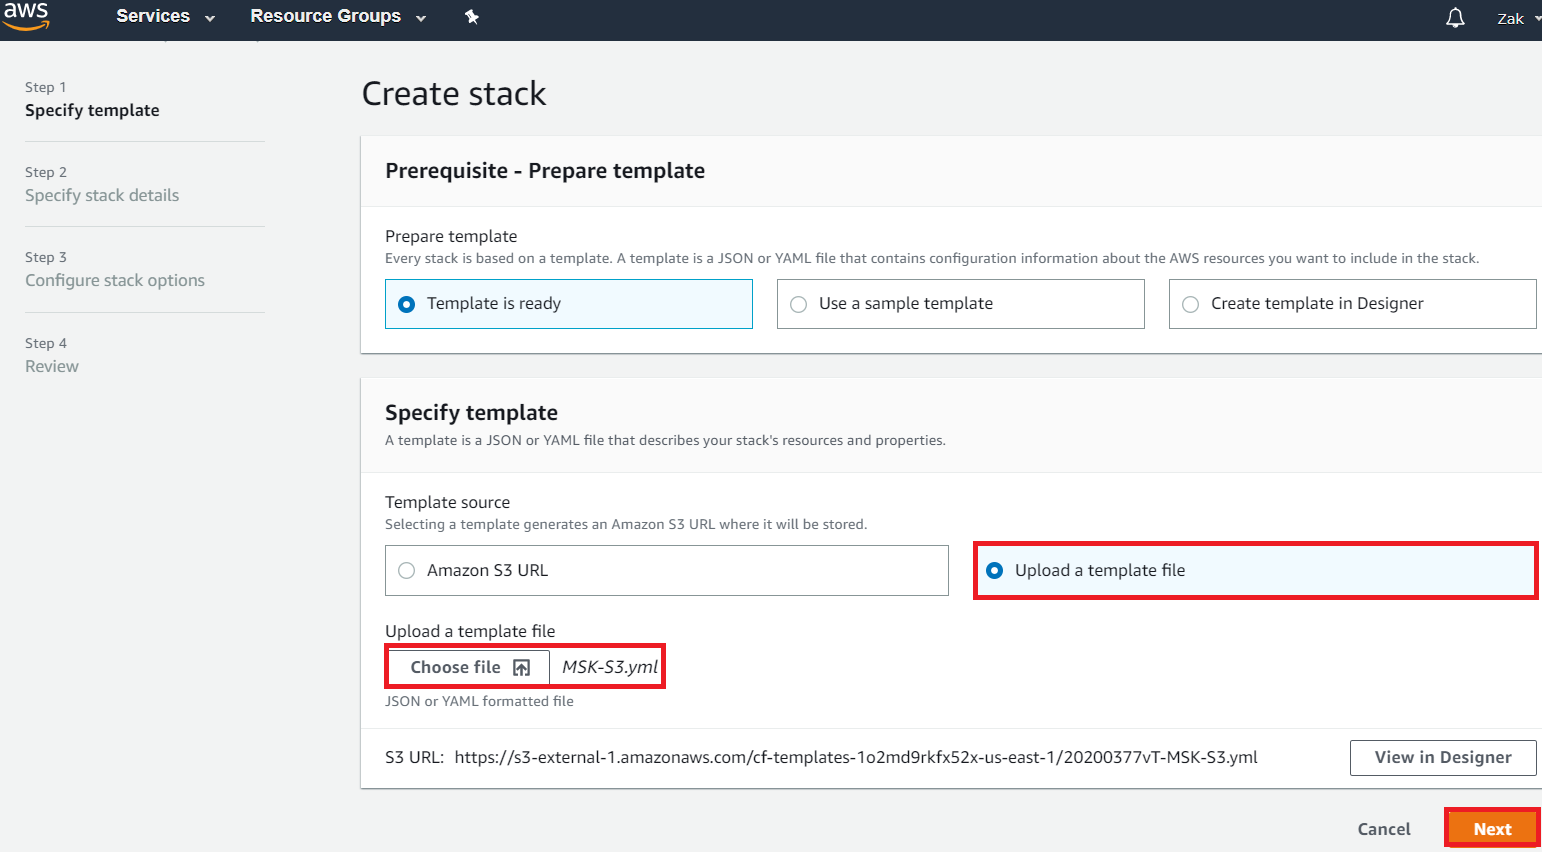 aws Services Resource Groups Zak
Step 1
Specify template
Step 2
Specify stack details
Step 3
Configure stack options
Step 4
Review
Create stack
Prerequisite - Prepare template
Prepare template
Every stack is based on a template. A template is a JSON or YAML file that contains configuration information about the AWS resources you want to include in the stack.
Template is ready
Use a sample template
Create template in Designer
Specify template
A template is a JSON or YAML file that describes your stack's resources and properties.
Template source
Selecting a template generates an Amazon S3 URL where it will be stored.
Amazon S3 URL
Upload a template file
Upload a template file
Choose file MSK-S3.yml
JSON or YAML formatted file
S3 URL: https://s3-external-1.amazonaws.com/cf-templates-1o2md9rkfx52x-us-east-1/20200377vT-MSK-S3.yml
View in Designer
Cancel
Next